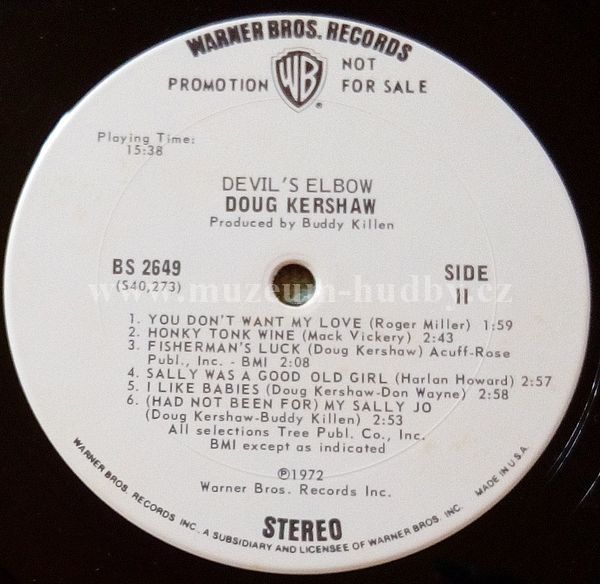 WARNER BROS. RECORDS
WB
®
PROMOTION NOT FOR SALE
Playing Time:
15:38
DEVIL'S ELBOW
DOUG KERSHAW
Produced by Buddy Killen
BS 2649
(S40,273)
SIDE
II
www.muzeum-hudby.cz
1. YOU DON'T WANT MY LOVE (Roger Miller) 1:59
2. HONKY TONK WINE (Mack Vickery) 2:43
3. FISHERMAN'S LUCK (Doug Kershaw) Acuff-Rose
Publ., Inc. - BMI 2:08
4. SALLY WAS A GOOD OLD GIRL (Harlan Howard) 2:57
5. I LIKE BABIES (Doug Kershaw-Don Wayne) 2:58
6. (HAD NOT BEEN FOR) MY SALLY JO
(Doug Kershaw-Buddy Killen) 2:53
All selections Tree Publ. Co., Inc.
BMI except as indicated
℗1972
Warner Bros. Records Inc.
STEREO
WARNER BROS. RECORDS INC. A SUBSIDIARY AND LICENSEE OF WARNER BROS. INC. MADE IN U.S.A.